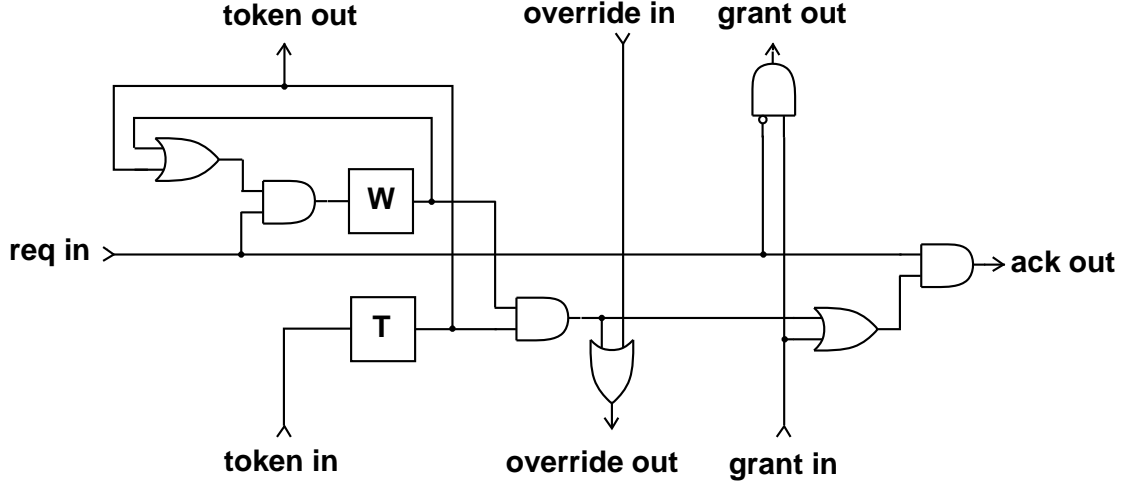 token out
override in
grant out
W
req in
ack out
T
token in
override out
grant in